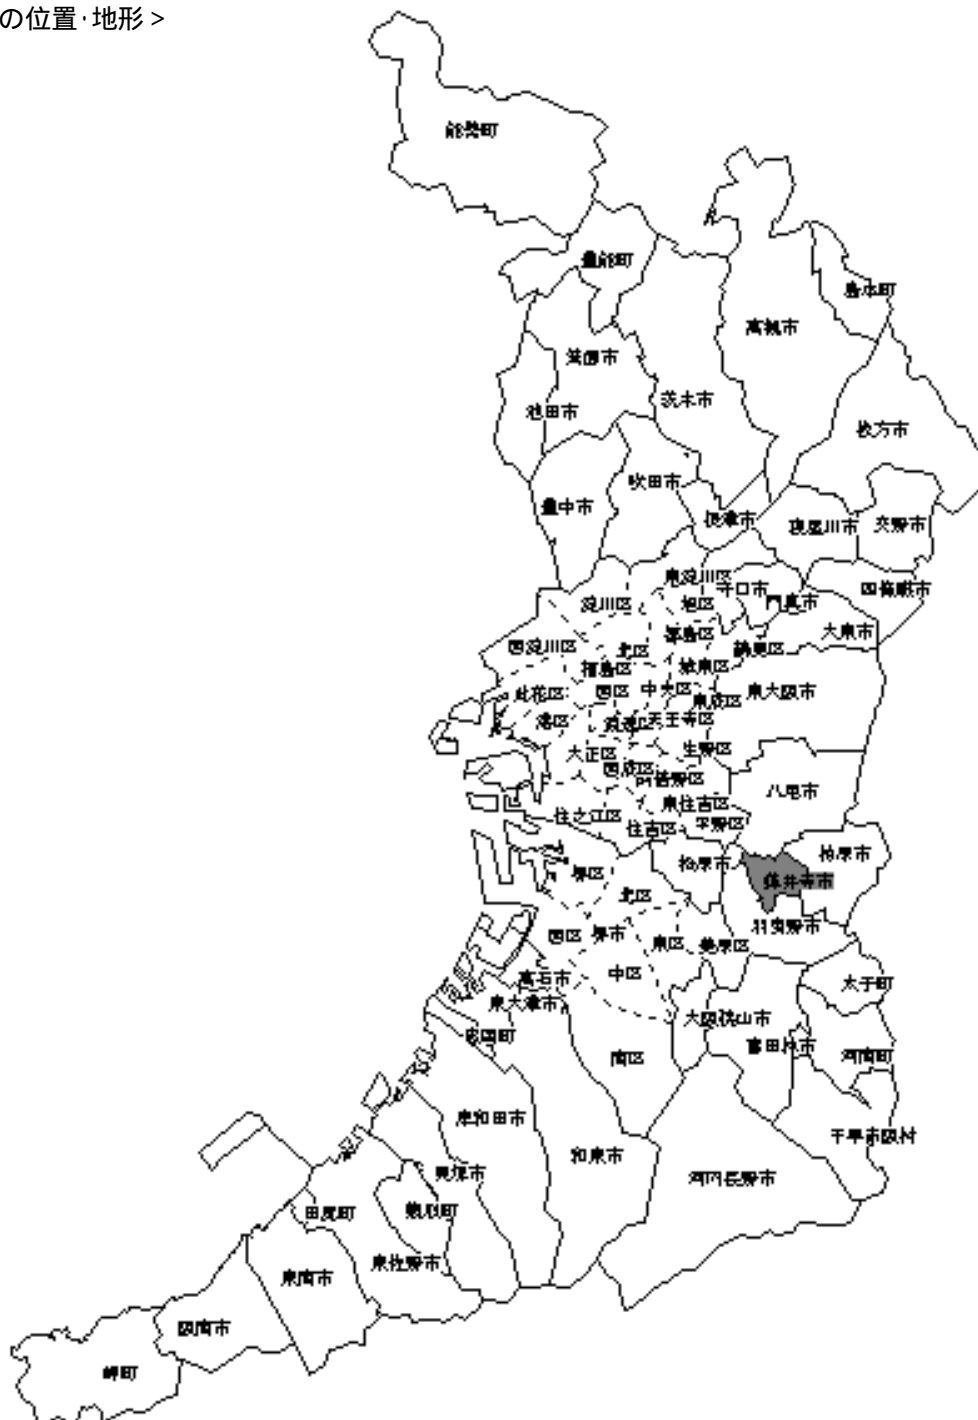 の位置･地形 >
能勢町
豊能町
島本町
高槻市
箕面市
茨木市
池田市
枚方市
吹田市
豊中市
摂津市
寝屋川市
交野市
東淀川区
守口市
四條畷市
淀川区
旭区
門真市
大東市
西淀川区
都島区
北区
鶴見区
福島区
城東区
此花区
西区
中央区
東成区
東大阪市
港区
浪速区
天王寺区
大正区
生野区
西成区
阿倍野区
八尾市
住之江区
東住吉区
住吉区
平野区
松原市
柏原市
堺区
藤井寺市
北区
羽曳野市
西区
堺市
東区
美原区
中区
高石市
太子町
泉大津市
大阪狭山市
忠岡町
富田林市
南区
河南町
岸和田市
千早赤阪村
和泉市
貝塚市
河内長野市
田尻町
熊取町
泉佐野市
泉南市
阪南市
岬町